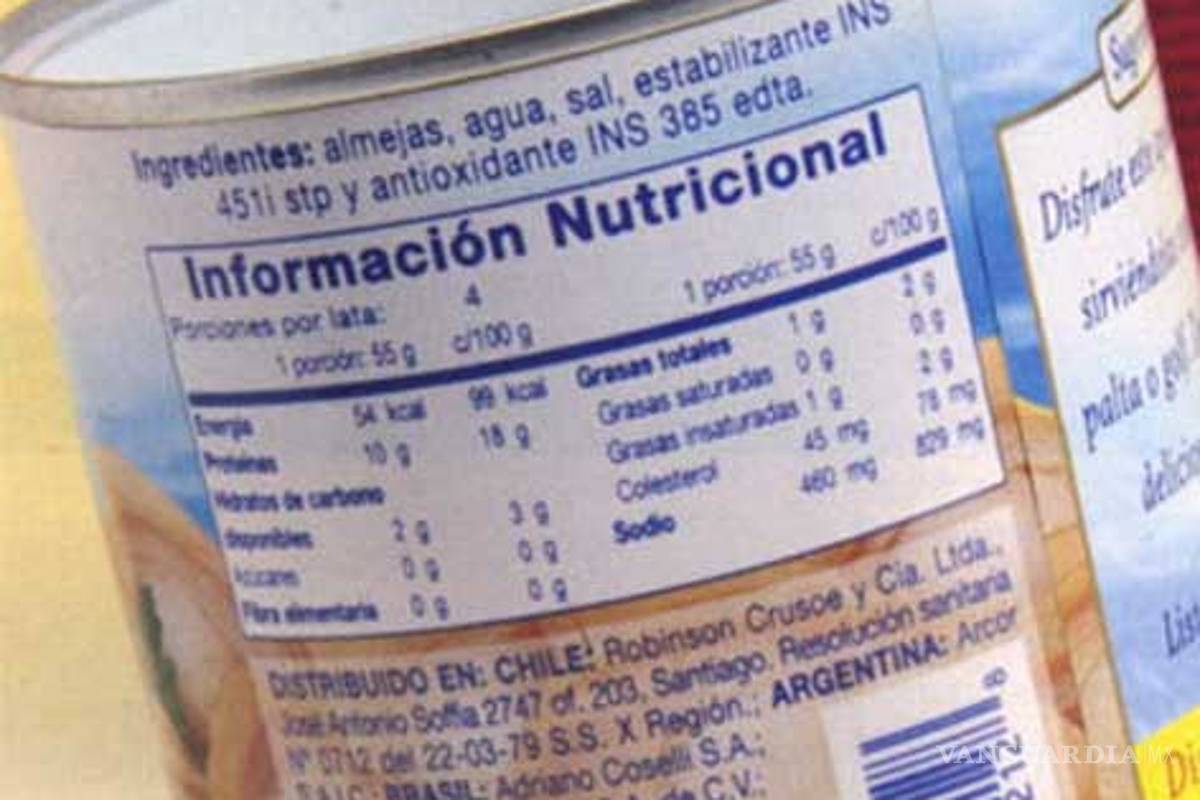 Ingredientes: almejas, agua, sal, estabilizante INS
451i stp y antioxidante INS 385 edta.
Información Nutricional
Porciones por lata: 4
1 porción: 55 g c/100 g 1 porción: 55 g c/100 g
Energía 54 kcal 99 kcal Grasas totales 1 g 2 g
Proteínas 10 g 18 g Grasas saturadas 0 g 0 g
Hidratos de carbono Grasas insaturadas 1 g 2 g
disponibles 2 g 3 g Colesterol 45 mg 78 mg
Azúcares 0 g 0 g Sodio 460 mg 829 mg
Fibra alimentaria 0 g 0 g
DISTRIBUIDO EN: CHILE: Robinson Crusoe y Cía. Ltda.,
José Antonio Soffia 2747 of. 203, Santiago. Resolución sanitaria
Nº 0712 del 22-03-79 S.S. X Región.; ARGENTINA: Arcor
S.A.I.C.; BRASIL: Adriano Coselli S.A.;
de C.V.;
Disfrute
palta o
VANGUARDIA MX